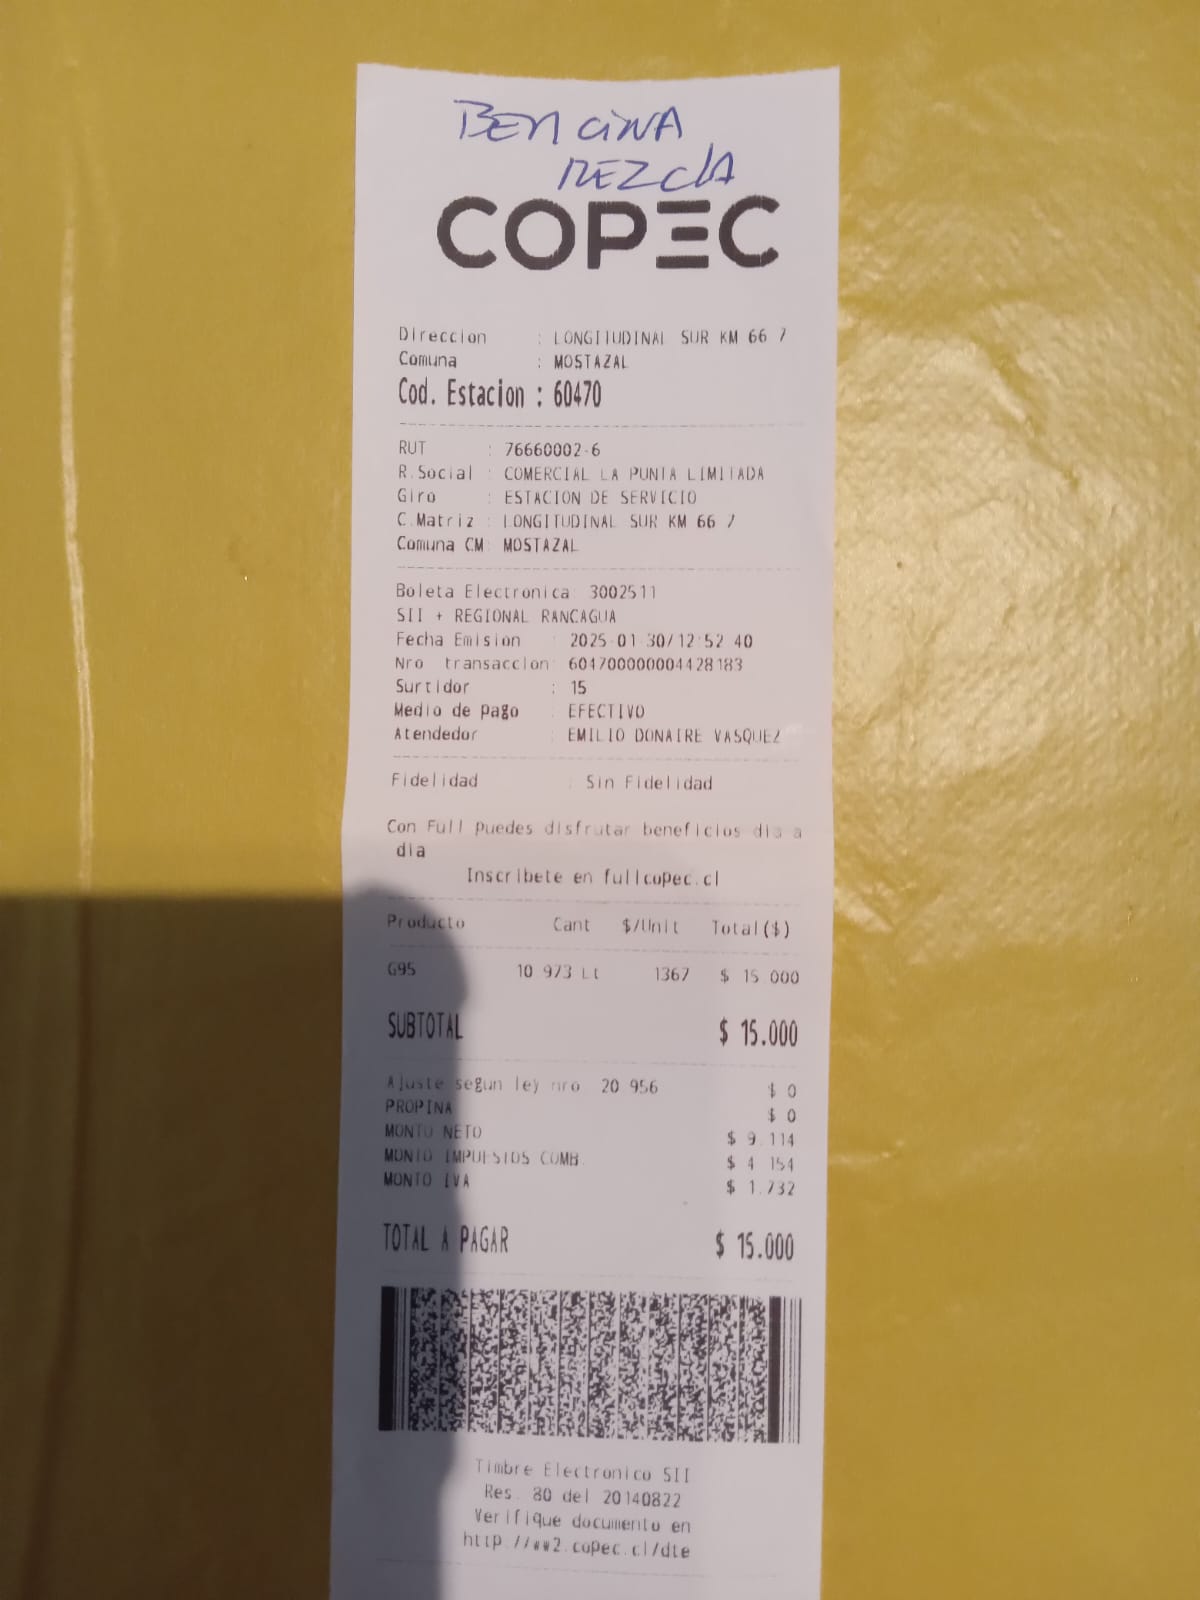 BENCINA
MEZCLA
COPEC
Direccion : LONGITUDINAL SUR KM 66 7
Comuna : MOSTAZAL
Cod. Estacion : 60470
RUT : 76660002-6
R.Social : COMERCIAL LA PUNTA LIMITADA
Giro : ESTACION DE SERVICIO
C.Matriz : LONGITUDINAL SUR KM 66 7
Comuna CM: MOSTAZAL
Boleta Electronica: 3002511
SII + REGIONAL RANCAGUA
Fecha Emision : 2025-01-30/12:52:40
Nro transaccion: 604700000004428183
Surtidor : 15
Medio de pago : EFECTIVO
Atendedor : EMILIO DONAIRE VASQUEZ
Fidelidad : Sin Fidelidad
Con Full puedes disfrutar beneficios dia a
dia
Inscribete en fullcopec.cl
Producto Cant $/Unit Total($)
G95 10.973 Lt 1367 $ 15.000
SUBTOTAL $ 15.000
Ajuste segun ley nro 20.956 $ 0
PROPINA $ 0
MONTO NETO $ 9.114
MONTO IMPUESTOS COMB. $ 4.154
MONTO IVA $ 1.732
TOTAL A PAGAR $ 15.000
Timbre Electronico SII
Res. 80 del 20140822
Verifique documento en
http://ww2.copec.cl/dte